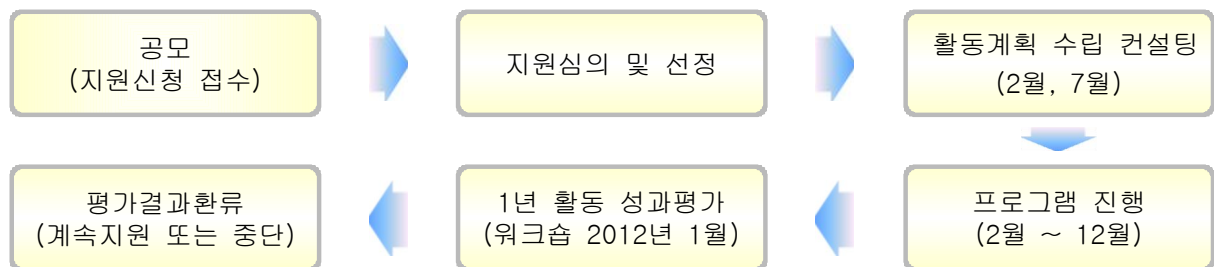 공모
(지원신청 접수)
지원심의 및 선정
활동계획 수립 컨설팅
(2월, 7월)
프로그램 진행
(2월 ~ 12월)
1년 활동 성과평가
(워크숍 2012년 1월)
평가결과환류
(계속지원 또는 중단)